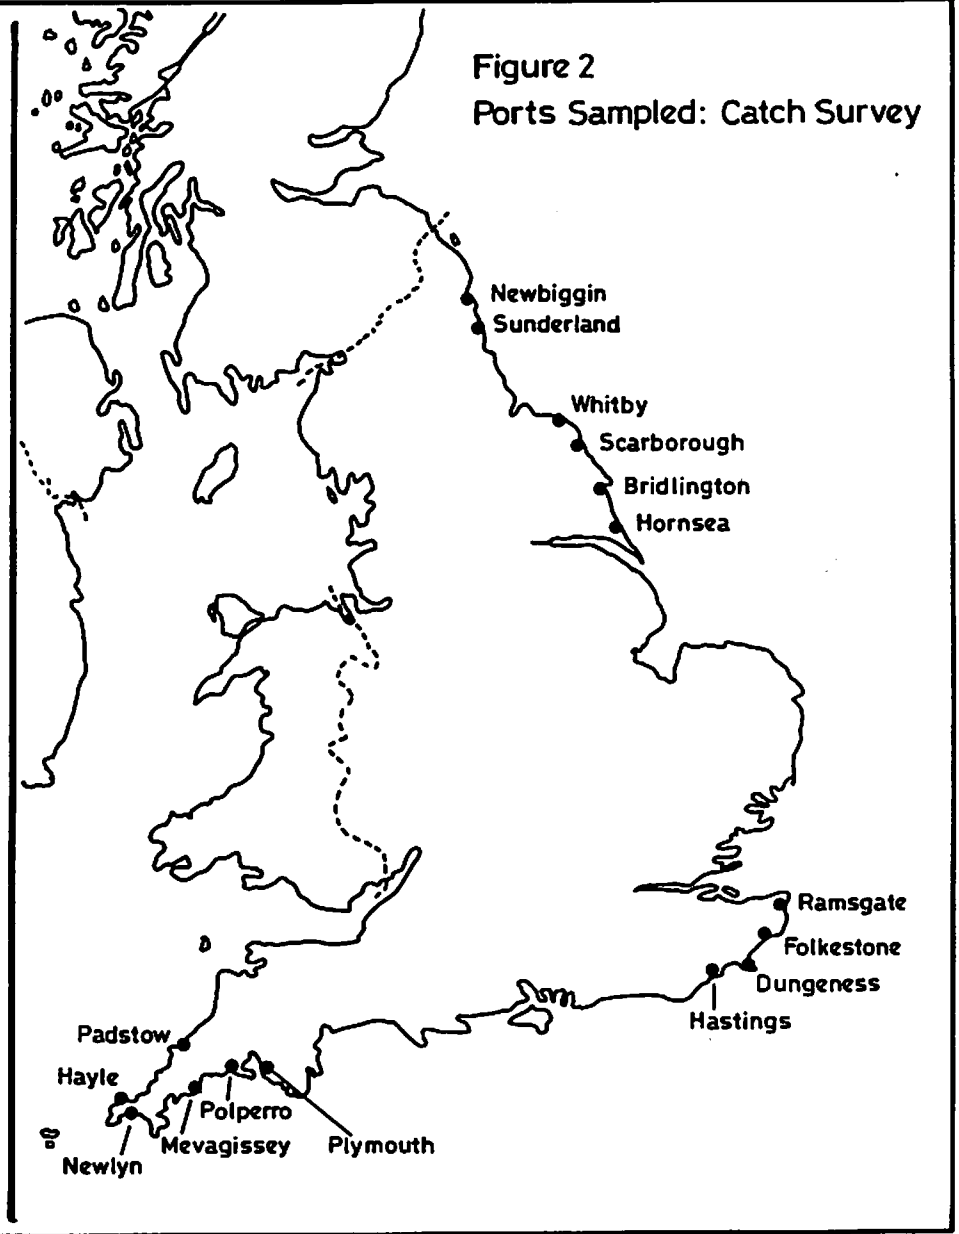 Figure 2
Ports Sampled: Catch Survey
Newbiggin
Sunderland
Whitby
Scarborough
Bridlington
Hornsea
Ramsgate
Folkestone
Dungeness
Hastings
Padstow
Hayle
Polperro
Mevagissey
Plymouth
Newlyn